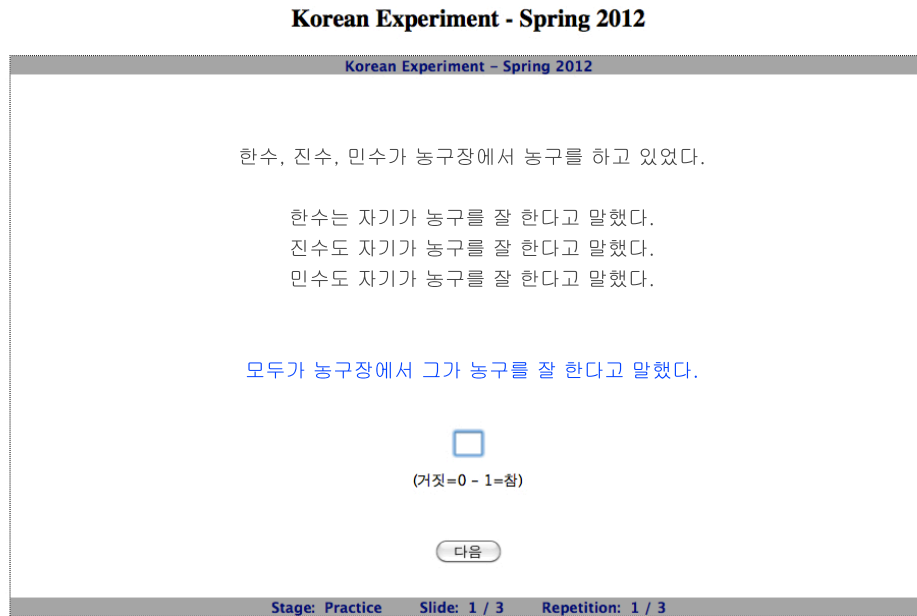 Korean Experiment - Spring 2012
Korean Experiment – Spring 2012
한수, 진수, 민수가 농구장에서 농구를 하고 있었다.
한수는 자기가 농구를 잘 한다고 말했다.
진수도 자기가 농구를 잘 한다고 말했다.
민수도 자기가 농구를 잘 한다고 말했다.
모두가 농구장에서 그가 농구를 잘 한다고 말했다.
(거짓=0 – 1=참)
다음
Stage: Practice Slide: 1 / 3 Repetition: 1 / 3